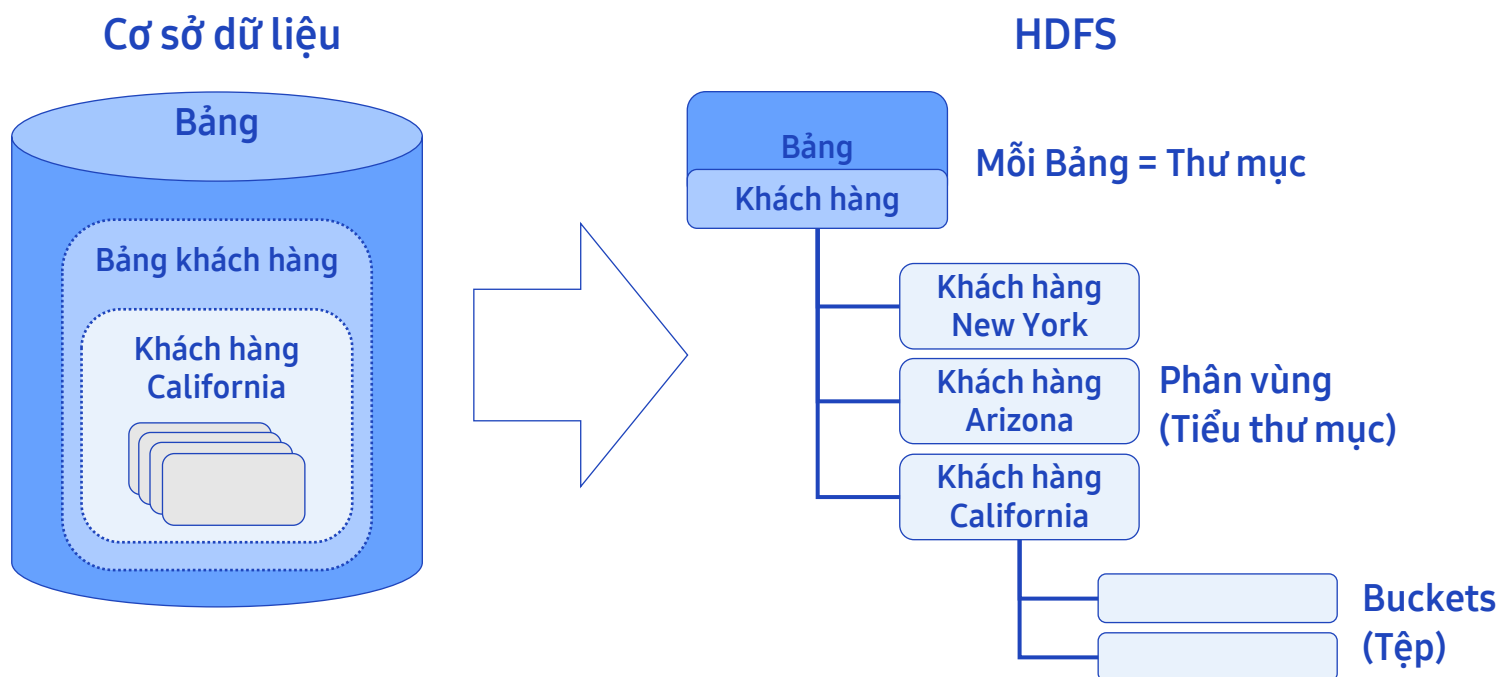 Cơ sở dữ liệu
HDFS
Bảng
Bảng khách hàng
Khách hàng
California
Bảng
Khách hàng
Mỗi Bảng = Thư mục
Khách hàng
New York
Khách hàng
Arizona
Khách hàng
California
Phân vùng
(Tiểu thư mục)
Buckets
(Tệp)